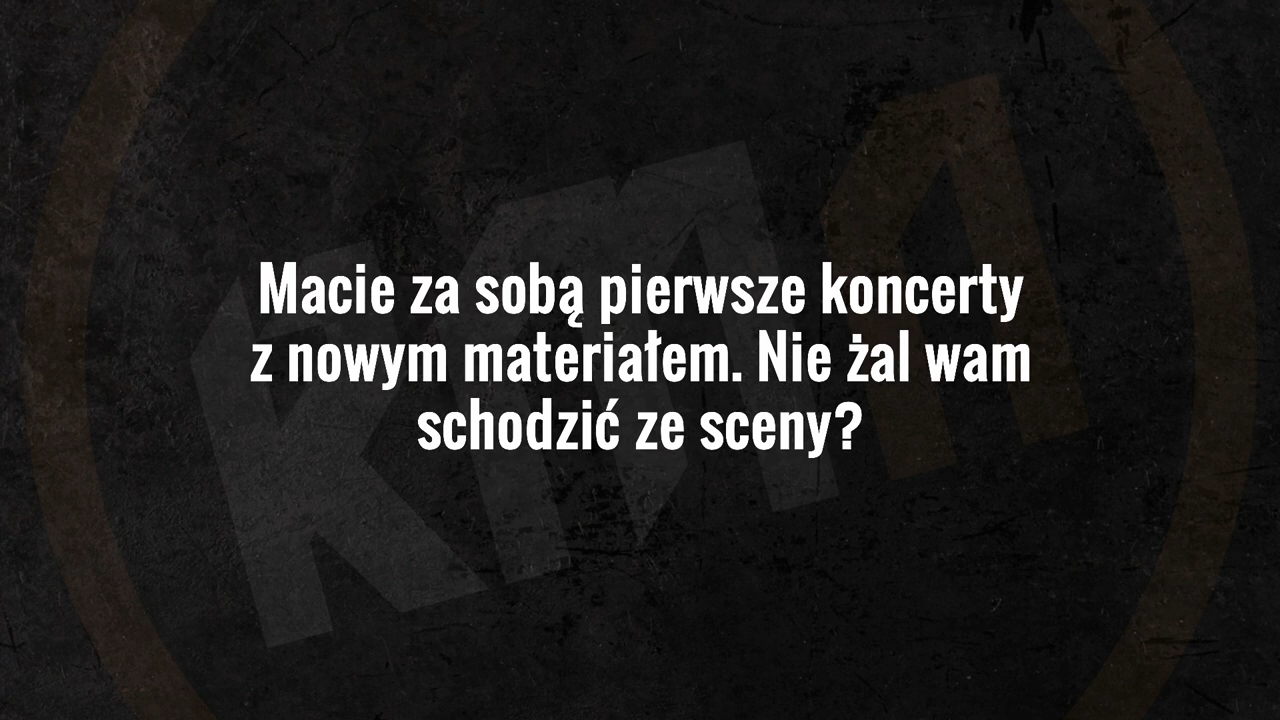 Macie za sobą pierwsze koncerty
z nowym materiałem. Nie żal wam
schodzić ze sceny?